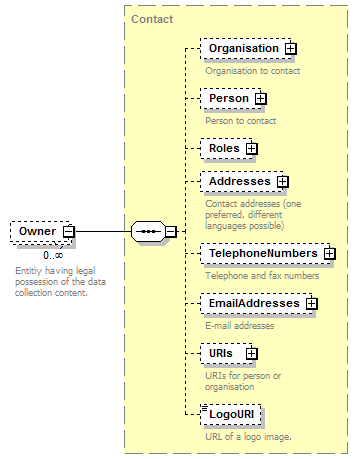 Contact
Organisation
Organisation to contact
Person
Person to contact
Roles
Addresses
Contact addresses (one
preferred, different
languages possible)
Owner
0..∞
Entitiy having legal
possession of the data
collection content.
TelephoneNumbers
Telephone and fax numbers
EmailAddresses
E-mail addresses
URIs
URIs for person or
organisation
LogoURI
URL of a logo image.